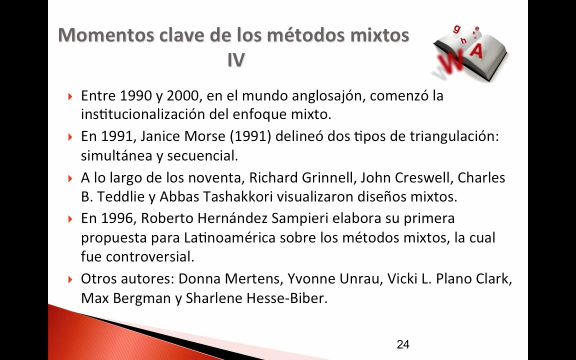 Momentos clave de los métodos mixtos
IV
g
h
e
W
W
A
Entre 1990 y 2000, en el mundo anglosajón, comenzó la
institucionalización del enfoque mixto.
En 1991, Janice Morse (1991) delineó dos tipos de triangulación:
simultánea y secuencial.
A lo largo de los noventa, Richard Grinnell, John Creswell, Charles
B. Teddlie y Abbas Tashakkori visualizaron diseños mixtos.
En 1996, Roberto Hernández Sampieri elabora su primera
propuesta para Latinoamérica sobre los métodos mixtos, la cual
fue controversial.
Otros autores: Donna Mertens, Yvonne Unrau, Vicki L. Plano Clark,
Max Bergman y Sharlene Hesse-Biber.
24